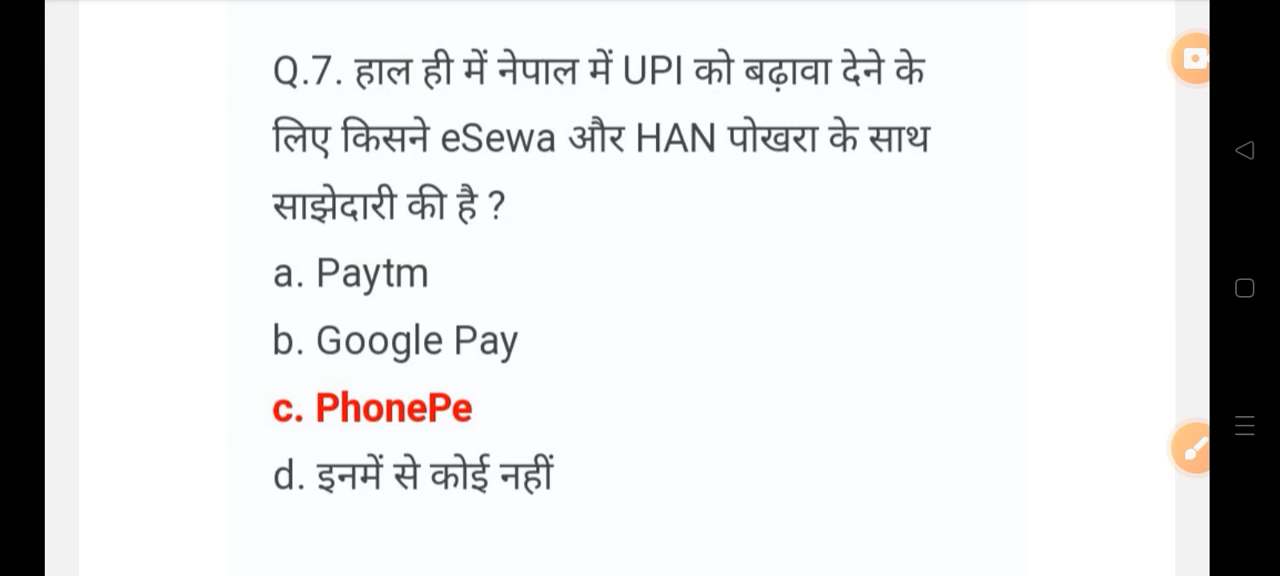 Q.7. हाल ही में नेपाल में UPI को बढ़ावा देने के
लिए किसने eSewa और HAN पोखरा के साथ
साझेदारी की है ?
a. Paytm
b. Google Pay
c. PhonePe
d. इनमें से कोई नहीं